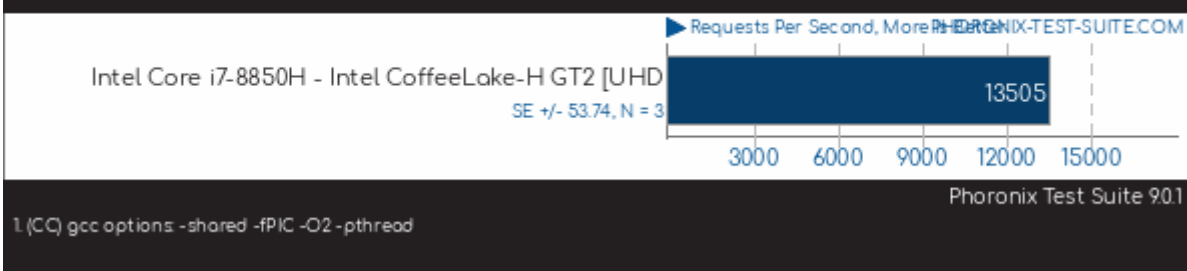 Requests Per Second, More Is Better
PHORONIX-TEST-SUITE.COM
Intel Core i7-8850H - Intel CoffeeLake-H GT2 [UHD
13505
SE +/- 53.74, N = 3
3000 6000 9000 12000 15000
Phoronix Test Suite 9.0.1
1. (CC) gcc options: -shared -fPIC -O2 -pthread